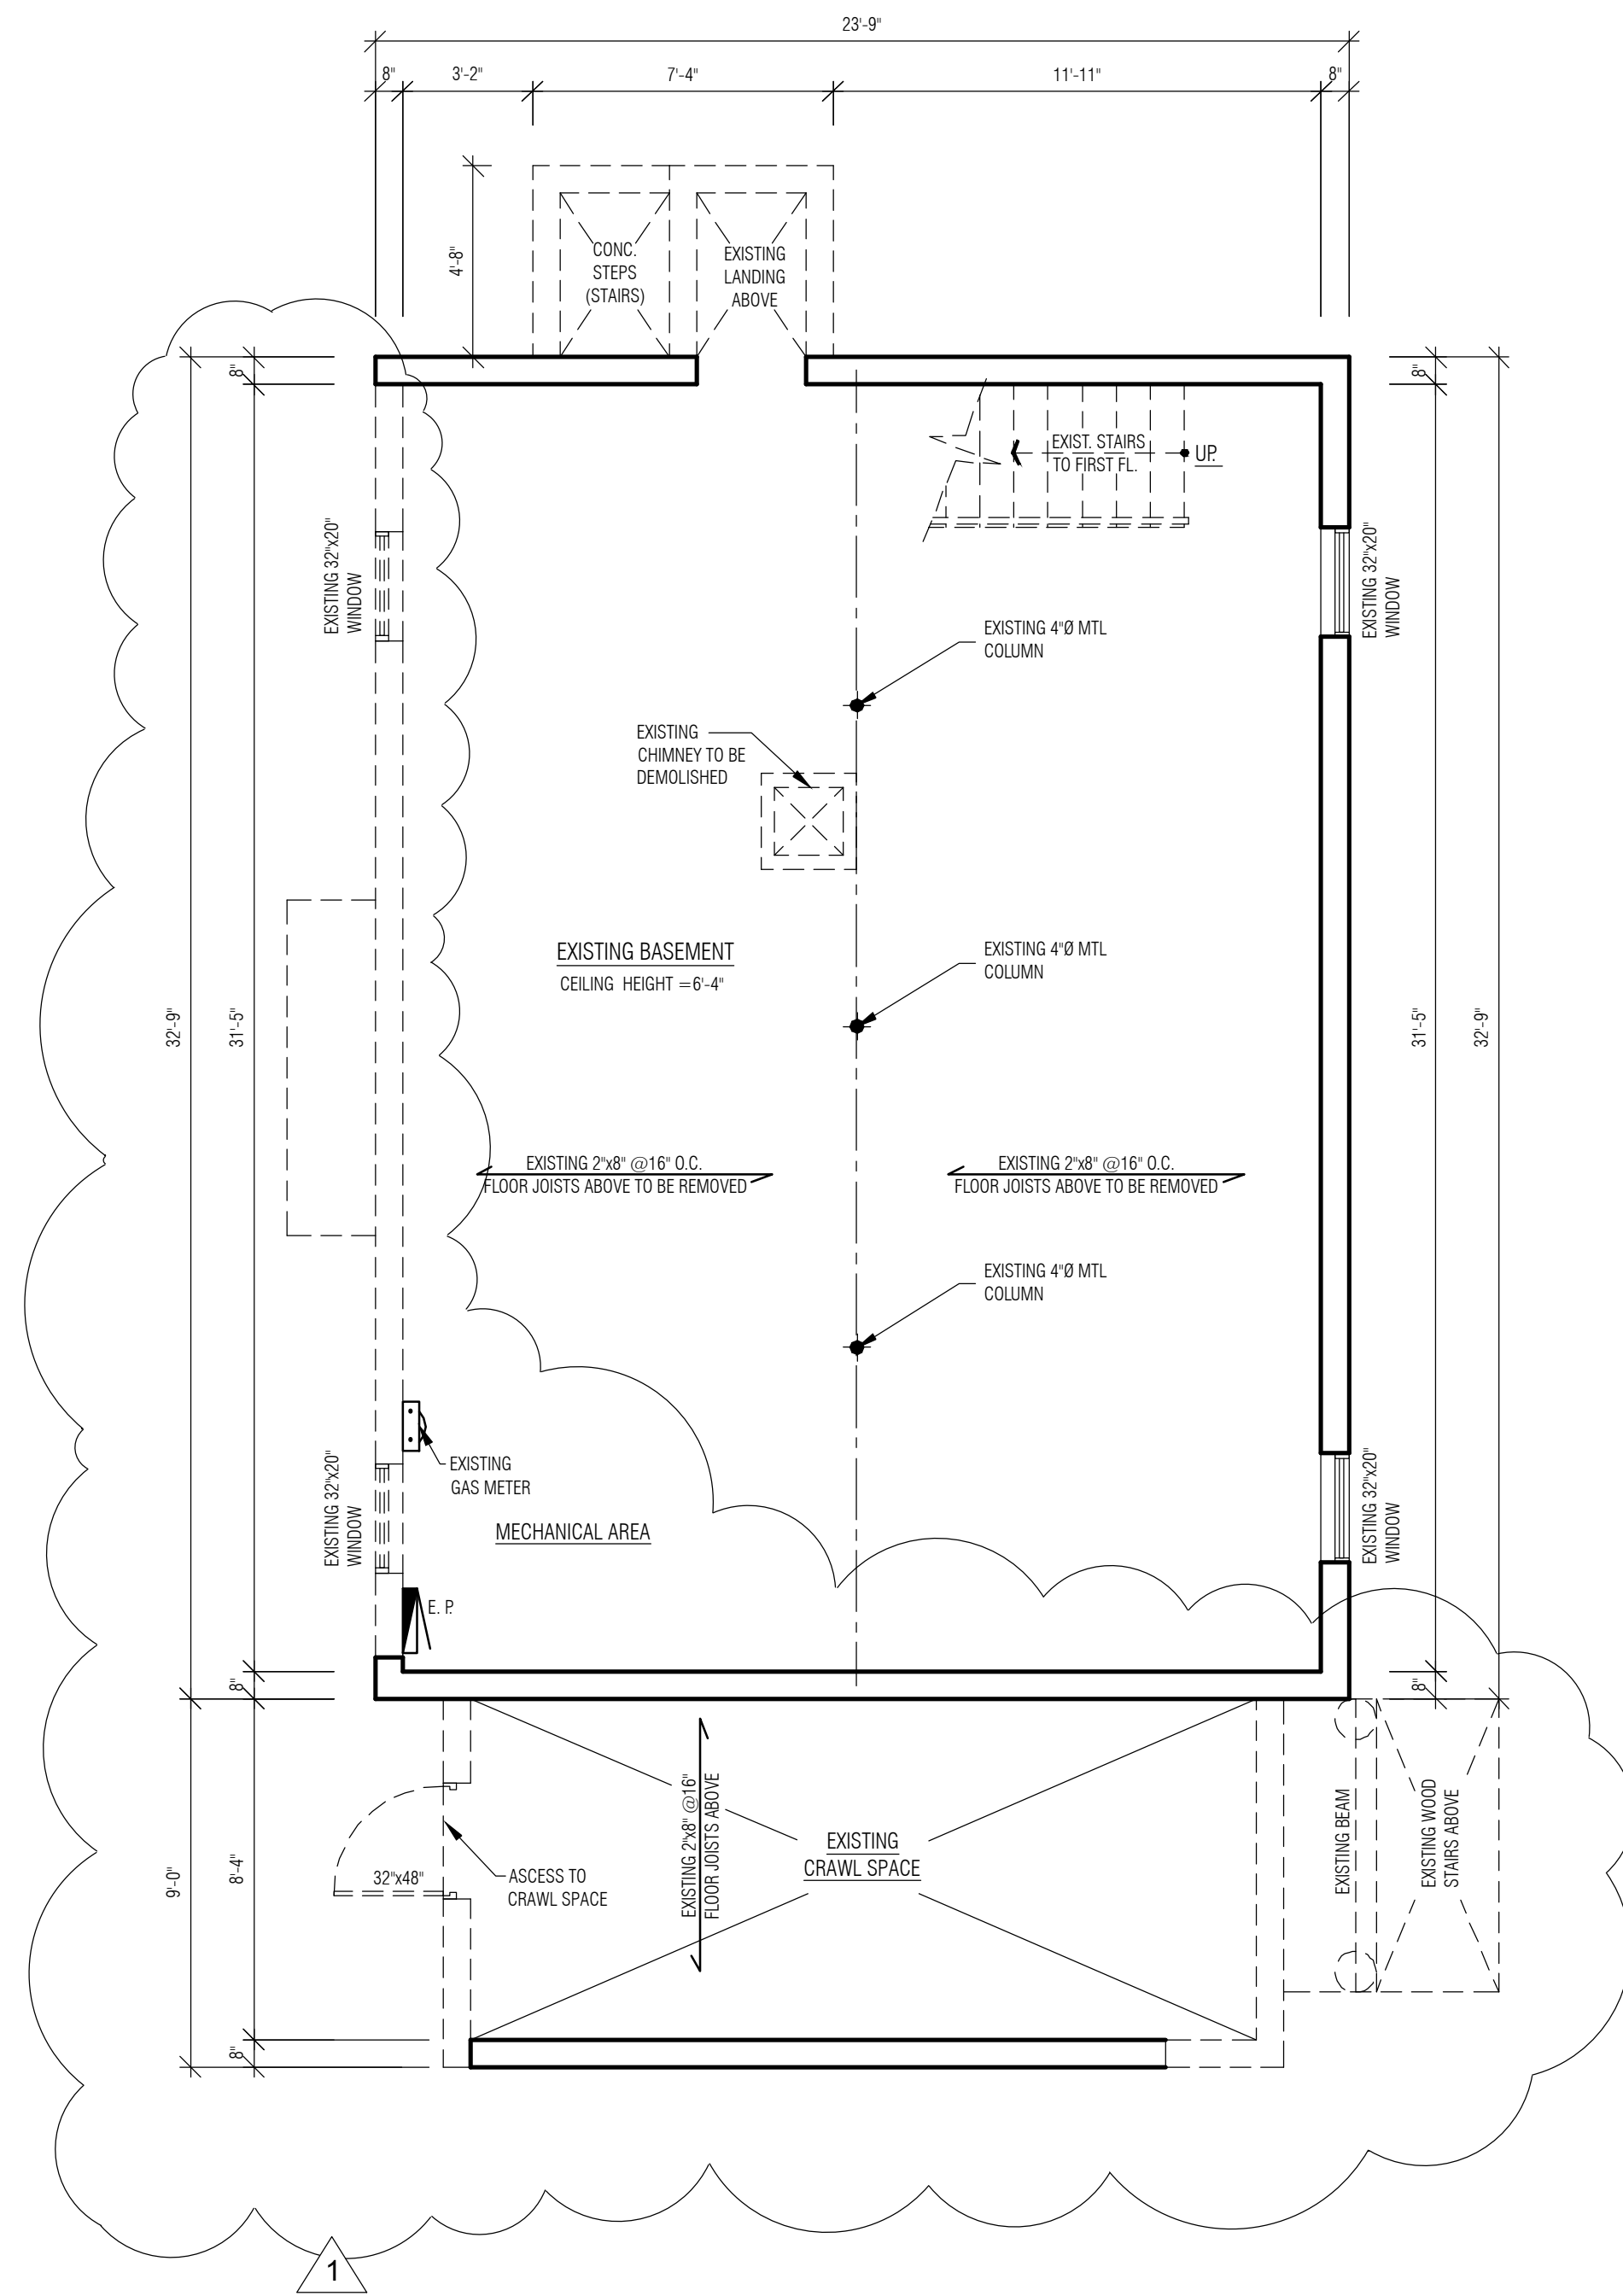 23'-9"
8"
3'-2"
7'-4"
11'-11"
8"
4'-8"
CONC.
STEPS
(STAIRS)
EXISTING
LANDING
ABOVE
8"
8"
EXIST. STAIRS
TO FIRST FL.
UP.
EXISTING 32"x20"
WINDOW
EXISTING 32"x20"
WINDOW
EXISTING 4"Ø MTL
COLUMN
EXISTING
CHIMNEY TO BE
DEMOLISHED
EXISTING BASEMENT
CEILING HEIGHT =6'-4"
EXISTING 4"Ø MTL
COLUMN
32'-9"
31'-5"
31'-5"
32'-9"
EXISTING 2"x8" @16" O.C.
FLOOR JOISTS ABOVE TO BE REMOVED
EXISTING 2"x8" @16" O.C.
FLOOR JOISTS ABOVE TO BE REMOVED
EXISTING 4"Ø MTL
COLUMN
EXISTING
GAS METER
EXISTING 32"x20"
WINDOW
MECHANICAL AREA
EXISTING 32"x20"
WINDOW
E. P.
8"
8"
EXISTING 2"x8" @16"
FLOOR JOISTS ABOVE
EXISTING
CRAWL SPACE
EXISTING BEAM
EXISTING WOOD
STAIRS ABOVE
32"x48"
ASCESS TO
CRAWL SPACE
9'-0"
8'-4"
8"
1